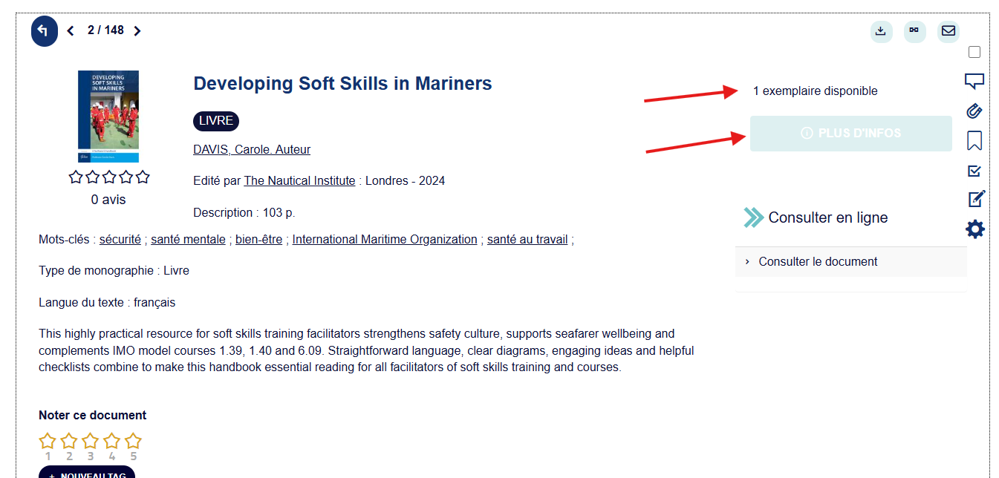 2 / 148
DEVELOPING
SOFT SKILLS
IN MARINERS
Developing Soft Skills in Mariners
1 exemplaire disponible
LIVRE
PLUS D'INFOS
DAVIS, Carole. Auteur
Edité par The Nautical Institute : Londres - 2024
0 avis
Description : 103 p.
Consulter en ligne
Mots-clés : sécurité ; santé mentale ; bien-être ; International Maritime Organization ; santé au travail ;
Consulter le document
Type de monographie : Livre
Langue du texte : français
This highly practical resource for soft skills training facilitators strengthens safety culture, supports seafarer wellbeing and
complements IMO model courses 1.39, 1.40 and 6.09. Straightforward language, clear diagrams, engaging ideas and helpful
checklists combine to make this handbook essential reading for all facilitators of soft skills training and courses.
Noter ce document
1 2 3 4 5
+ NOUVEAU TAG